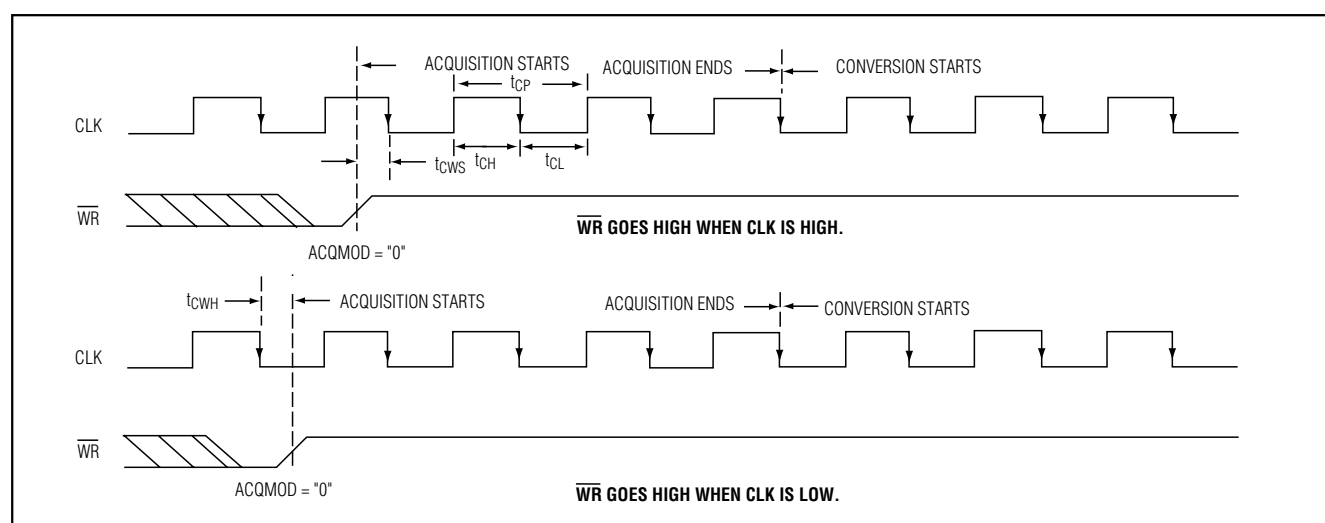 ACQUISITION STARTS
ACQUISITION ENDS
CONVERSION STARTS
tCP
CLK
tCWS
tCH
tCL
WR
WR GOES HIGH WHEN CLK IS HIGH.
ACQMOD = "0"
tCWH
ACQUISITION STARTS
ACQUISITION ENDS
CONVERSION STARTS
CLK
WR
ACQMOD = "0"
WR GOES HIGH WHEN CLK IS LOW.